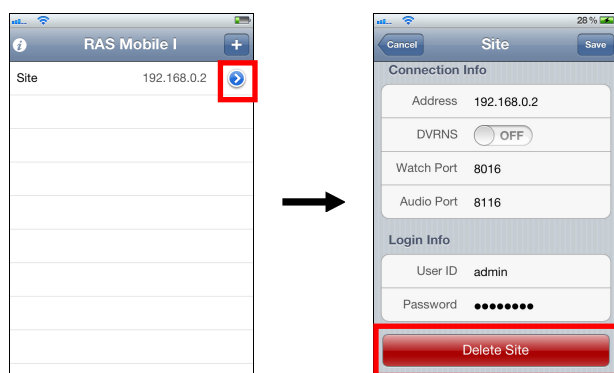 RAS Mobile I
+
Site 192.168.0.2
28 %
Cancel Site Save
Connection Info
Address 192.168.0.2
DVRNS OFF
Watch Port 8016
Audio Port 8116
Login Info
User ID admin
Password ●●●●●●●●
Delete Site